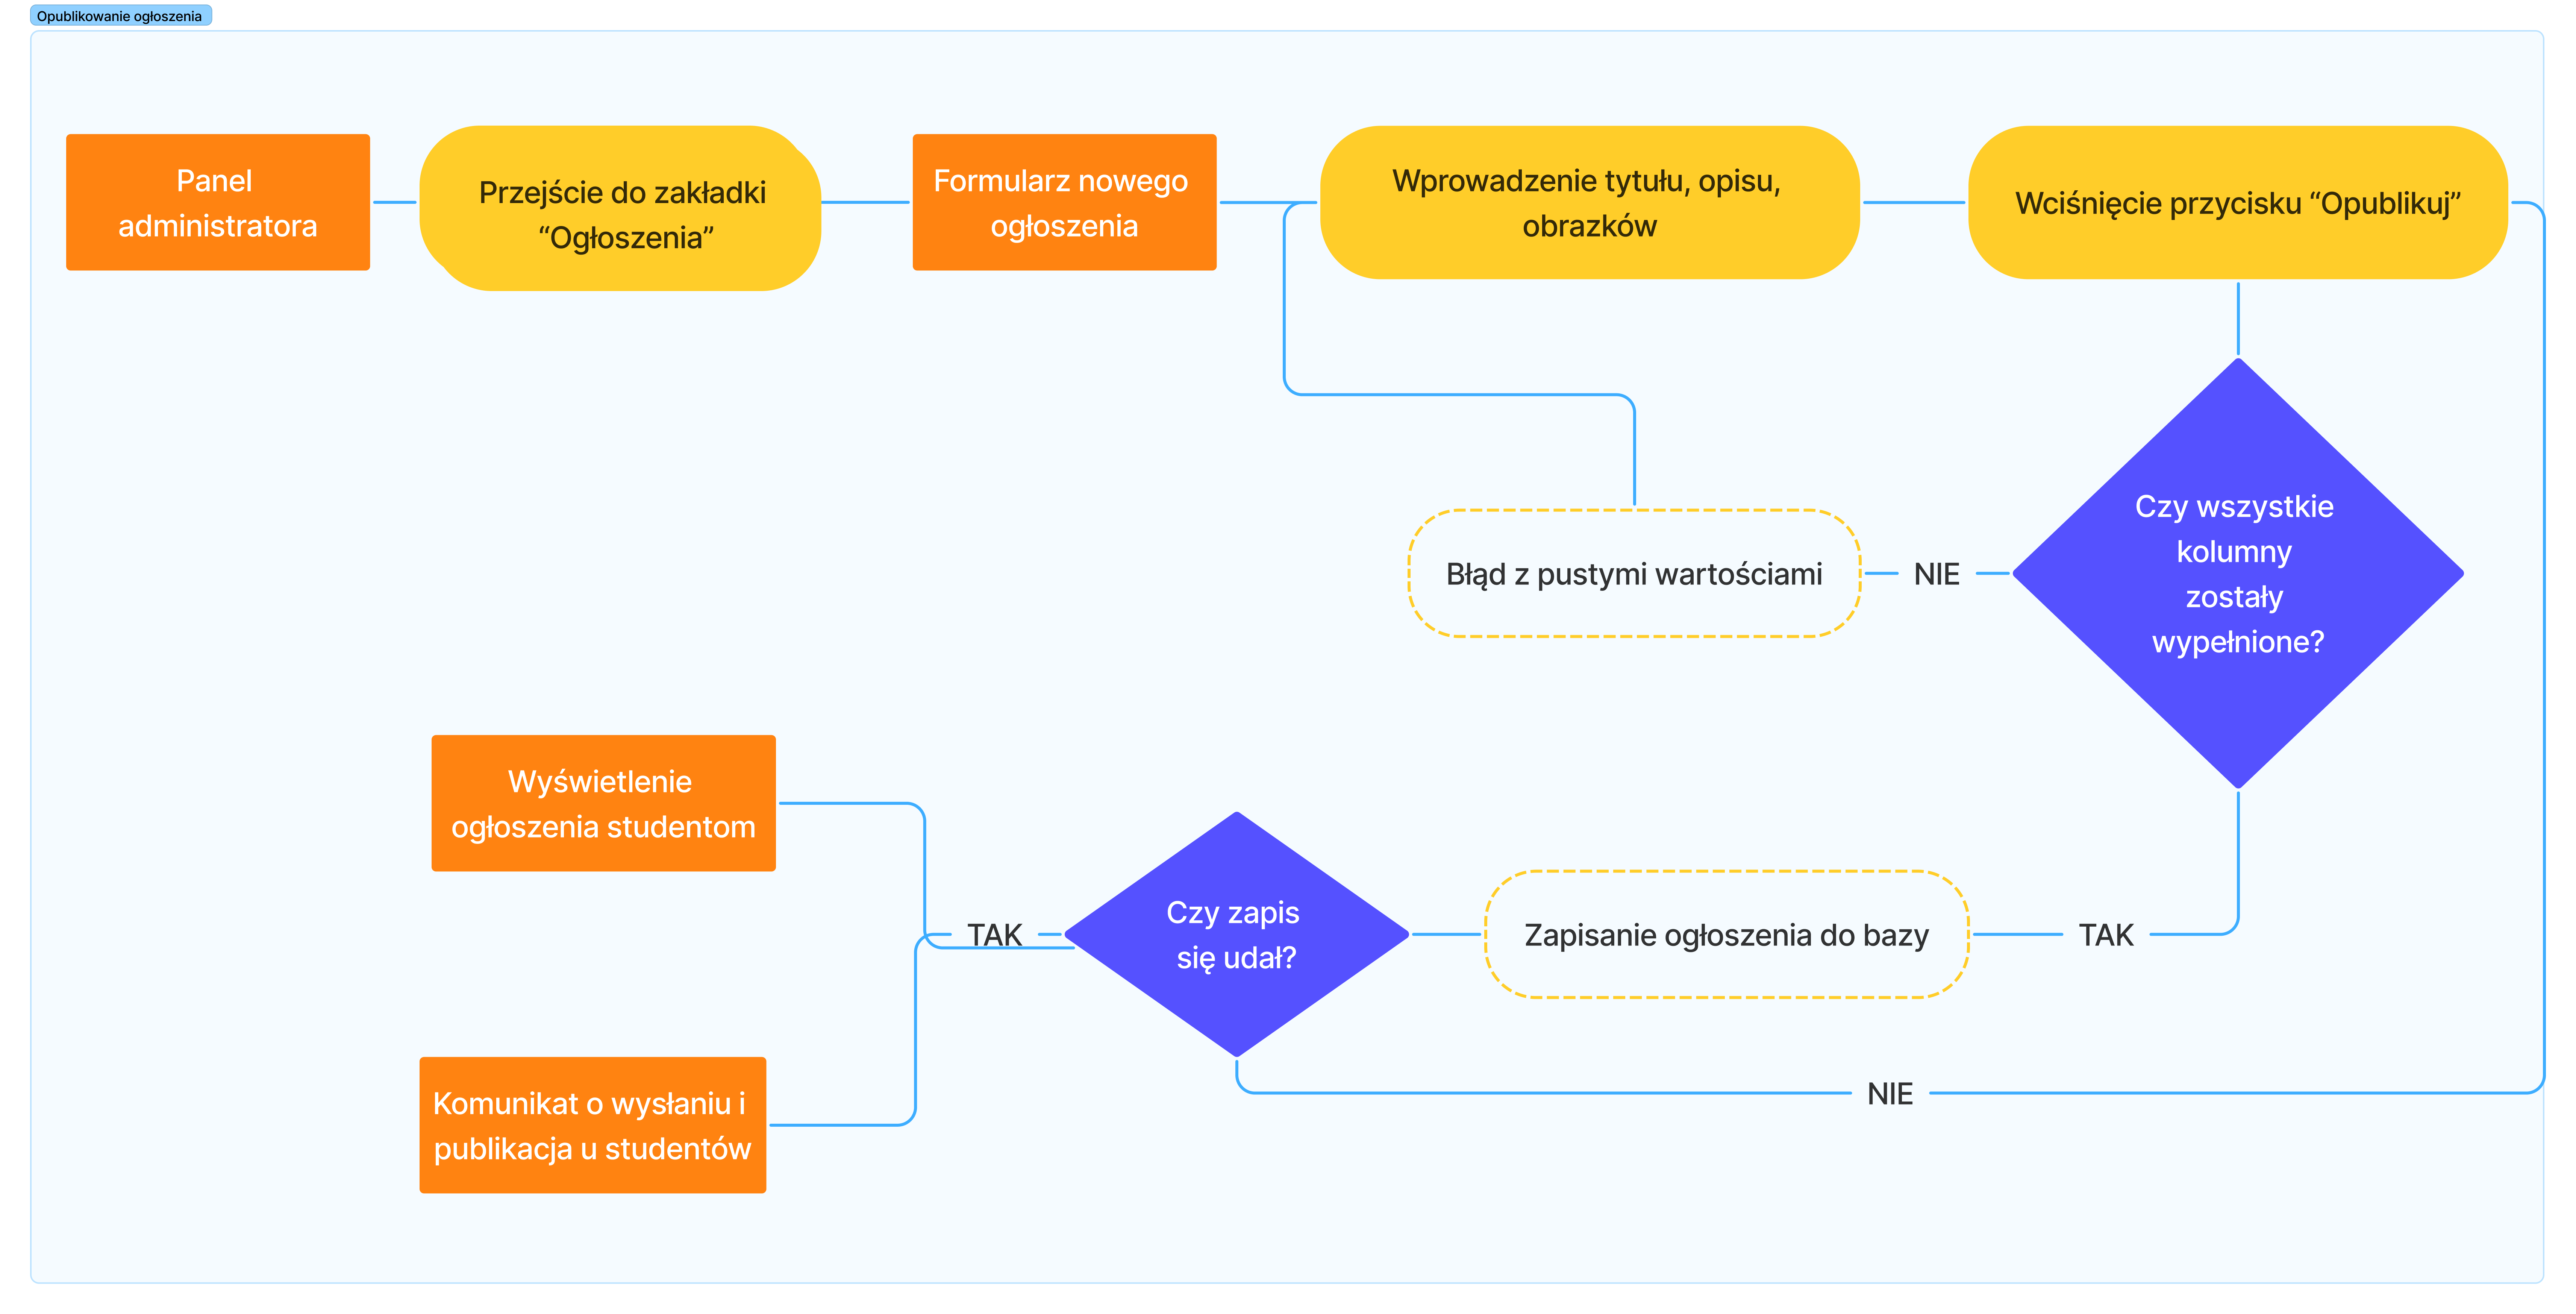 Opublikowanie ogłoszenia
Panel
administratora
Przejście do zakładki
“Ogłoszenia”
Formularz nowego
ogłoszenia
Wprowadzenie tytułu, opisu,
obrazków
Wciśnięcie przycisku “Opublikuj”
Czy wszystkie
kolumny
zostały
wypełnione?
NIE
Błąd z pustymi wartościami
TAK
Zapisanie ogłoszenia do bazy
Czy zapis
się udał?
TAK
Wyświetlenie
ogłoszenia studentom
Komunikat o wysłaniu i
publikacja u studentów
NIE